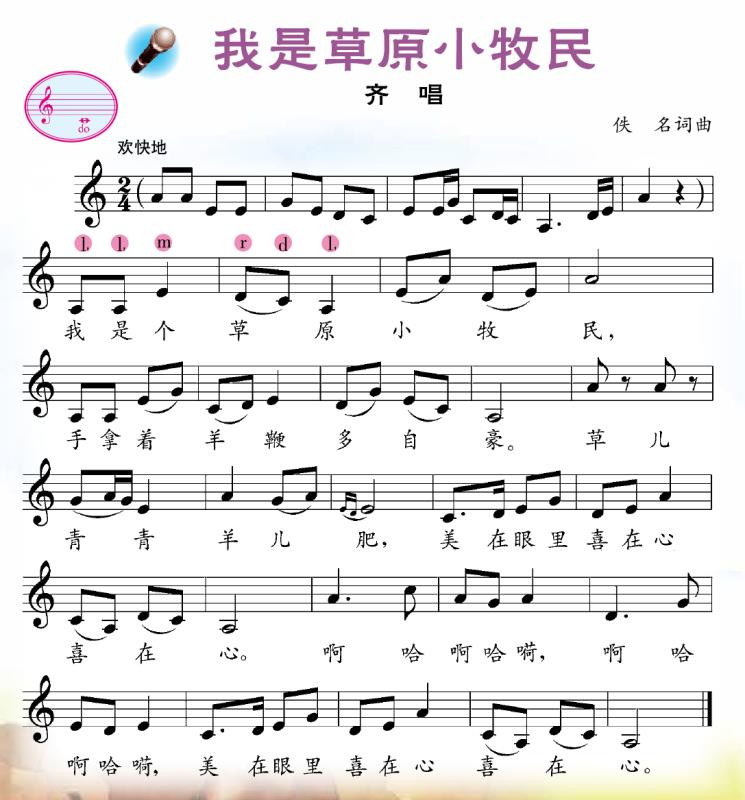 我是草原小牧民
齐 唱
do
佚 名词曲
欢快地
2
4
l, l, m r d l,
我是个草原小牧民，
手拿着羊鞭多自豪。草儿
青青羊儿肥，美在眼里喜在心
喜在心。啊哈啊哈嗬，啊哈
啊哈嗬，美在眼里喜在心喜在心。